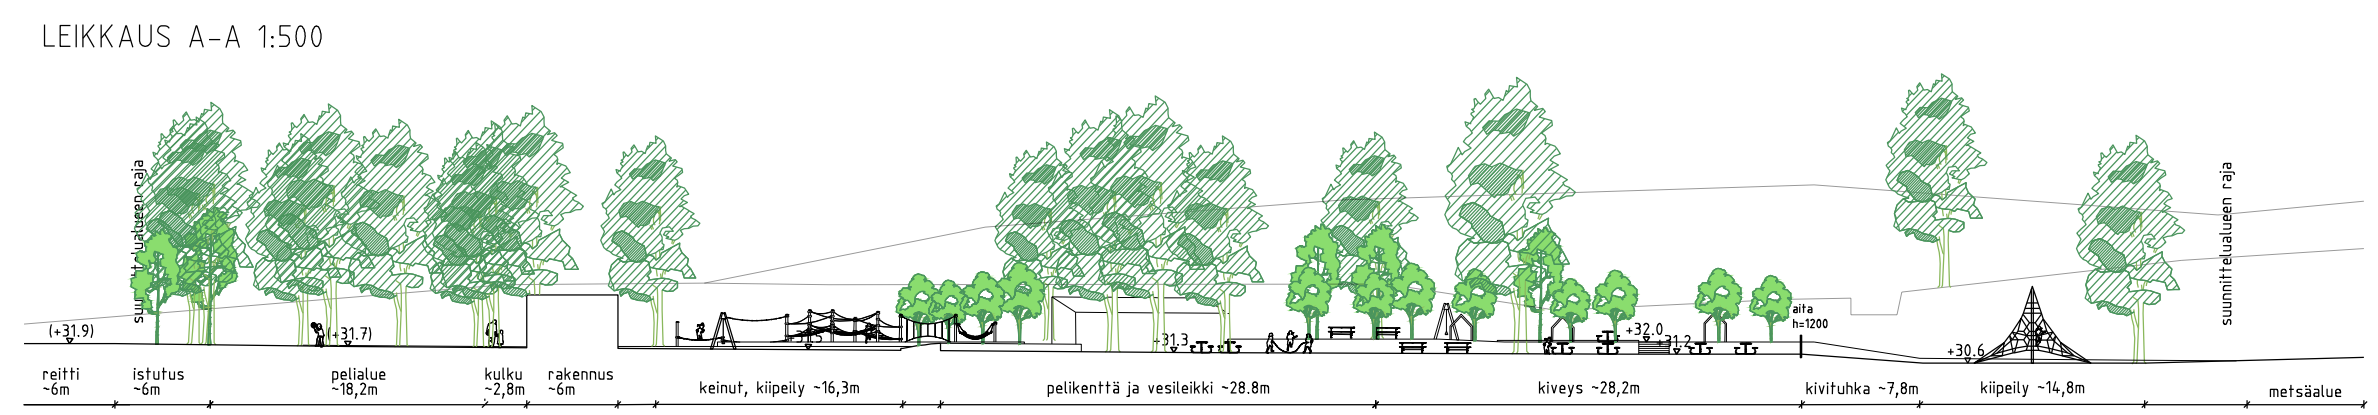 LEIKKAUS A-A 1:500
suunnittelualueen raja
suunnittelualueen raja
(+31.9)
(+31.7)
+31.3
+32.0
+31.2
aita
h=1200
+30.6
reitti
~6m
istutus
~6m
pelialue
~18,2m
kulku
~2,8m
rakennus
~6m
keinut, kiipeily ~16,3m
pelikenttä ja vesileikki ~28.8m
kiveys ~28,2m
kivituhka ~7,8m
kiipeily ~14,8m
metsäalue